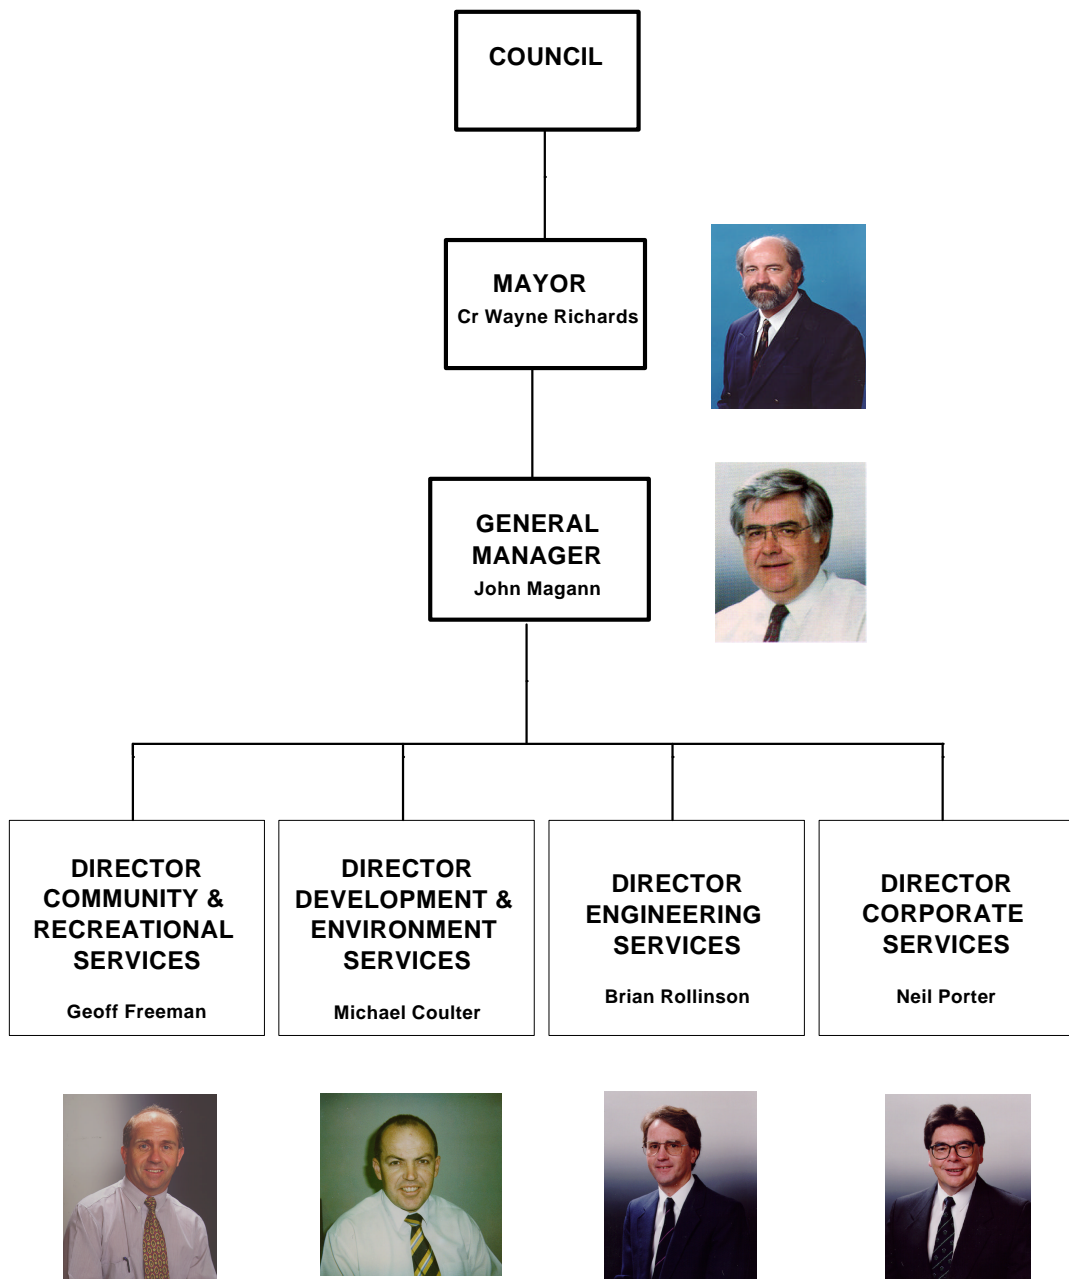 COUNCIL
MAYOR
Cr Wayne Richards
GENERAL
MANAGER
John Magann
DIRECTOR
COMMUNITY &
RECREATIONAL
SERVICES
Geoff Freeman
DIRECTOR
DEVELOPMENT &
ENVIRONMENT
SERVICES
Michael Coulter
DIRECTOR
ENGINEERING
SERVICES
Brian Rollinson
DIRECTOR
CORPORATE
SERVICES
Neil Porter